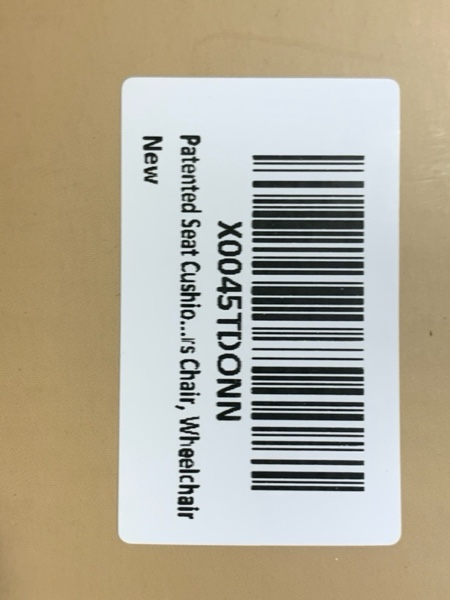 X0045TDONN
Patented Seat Cushio...r's Chair, Wheelchair
New